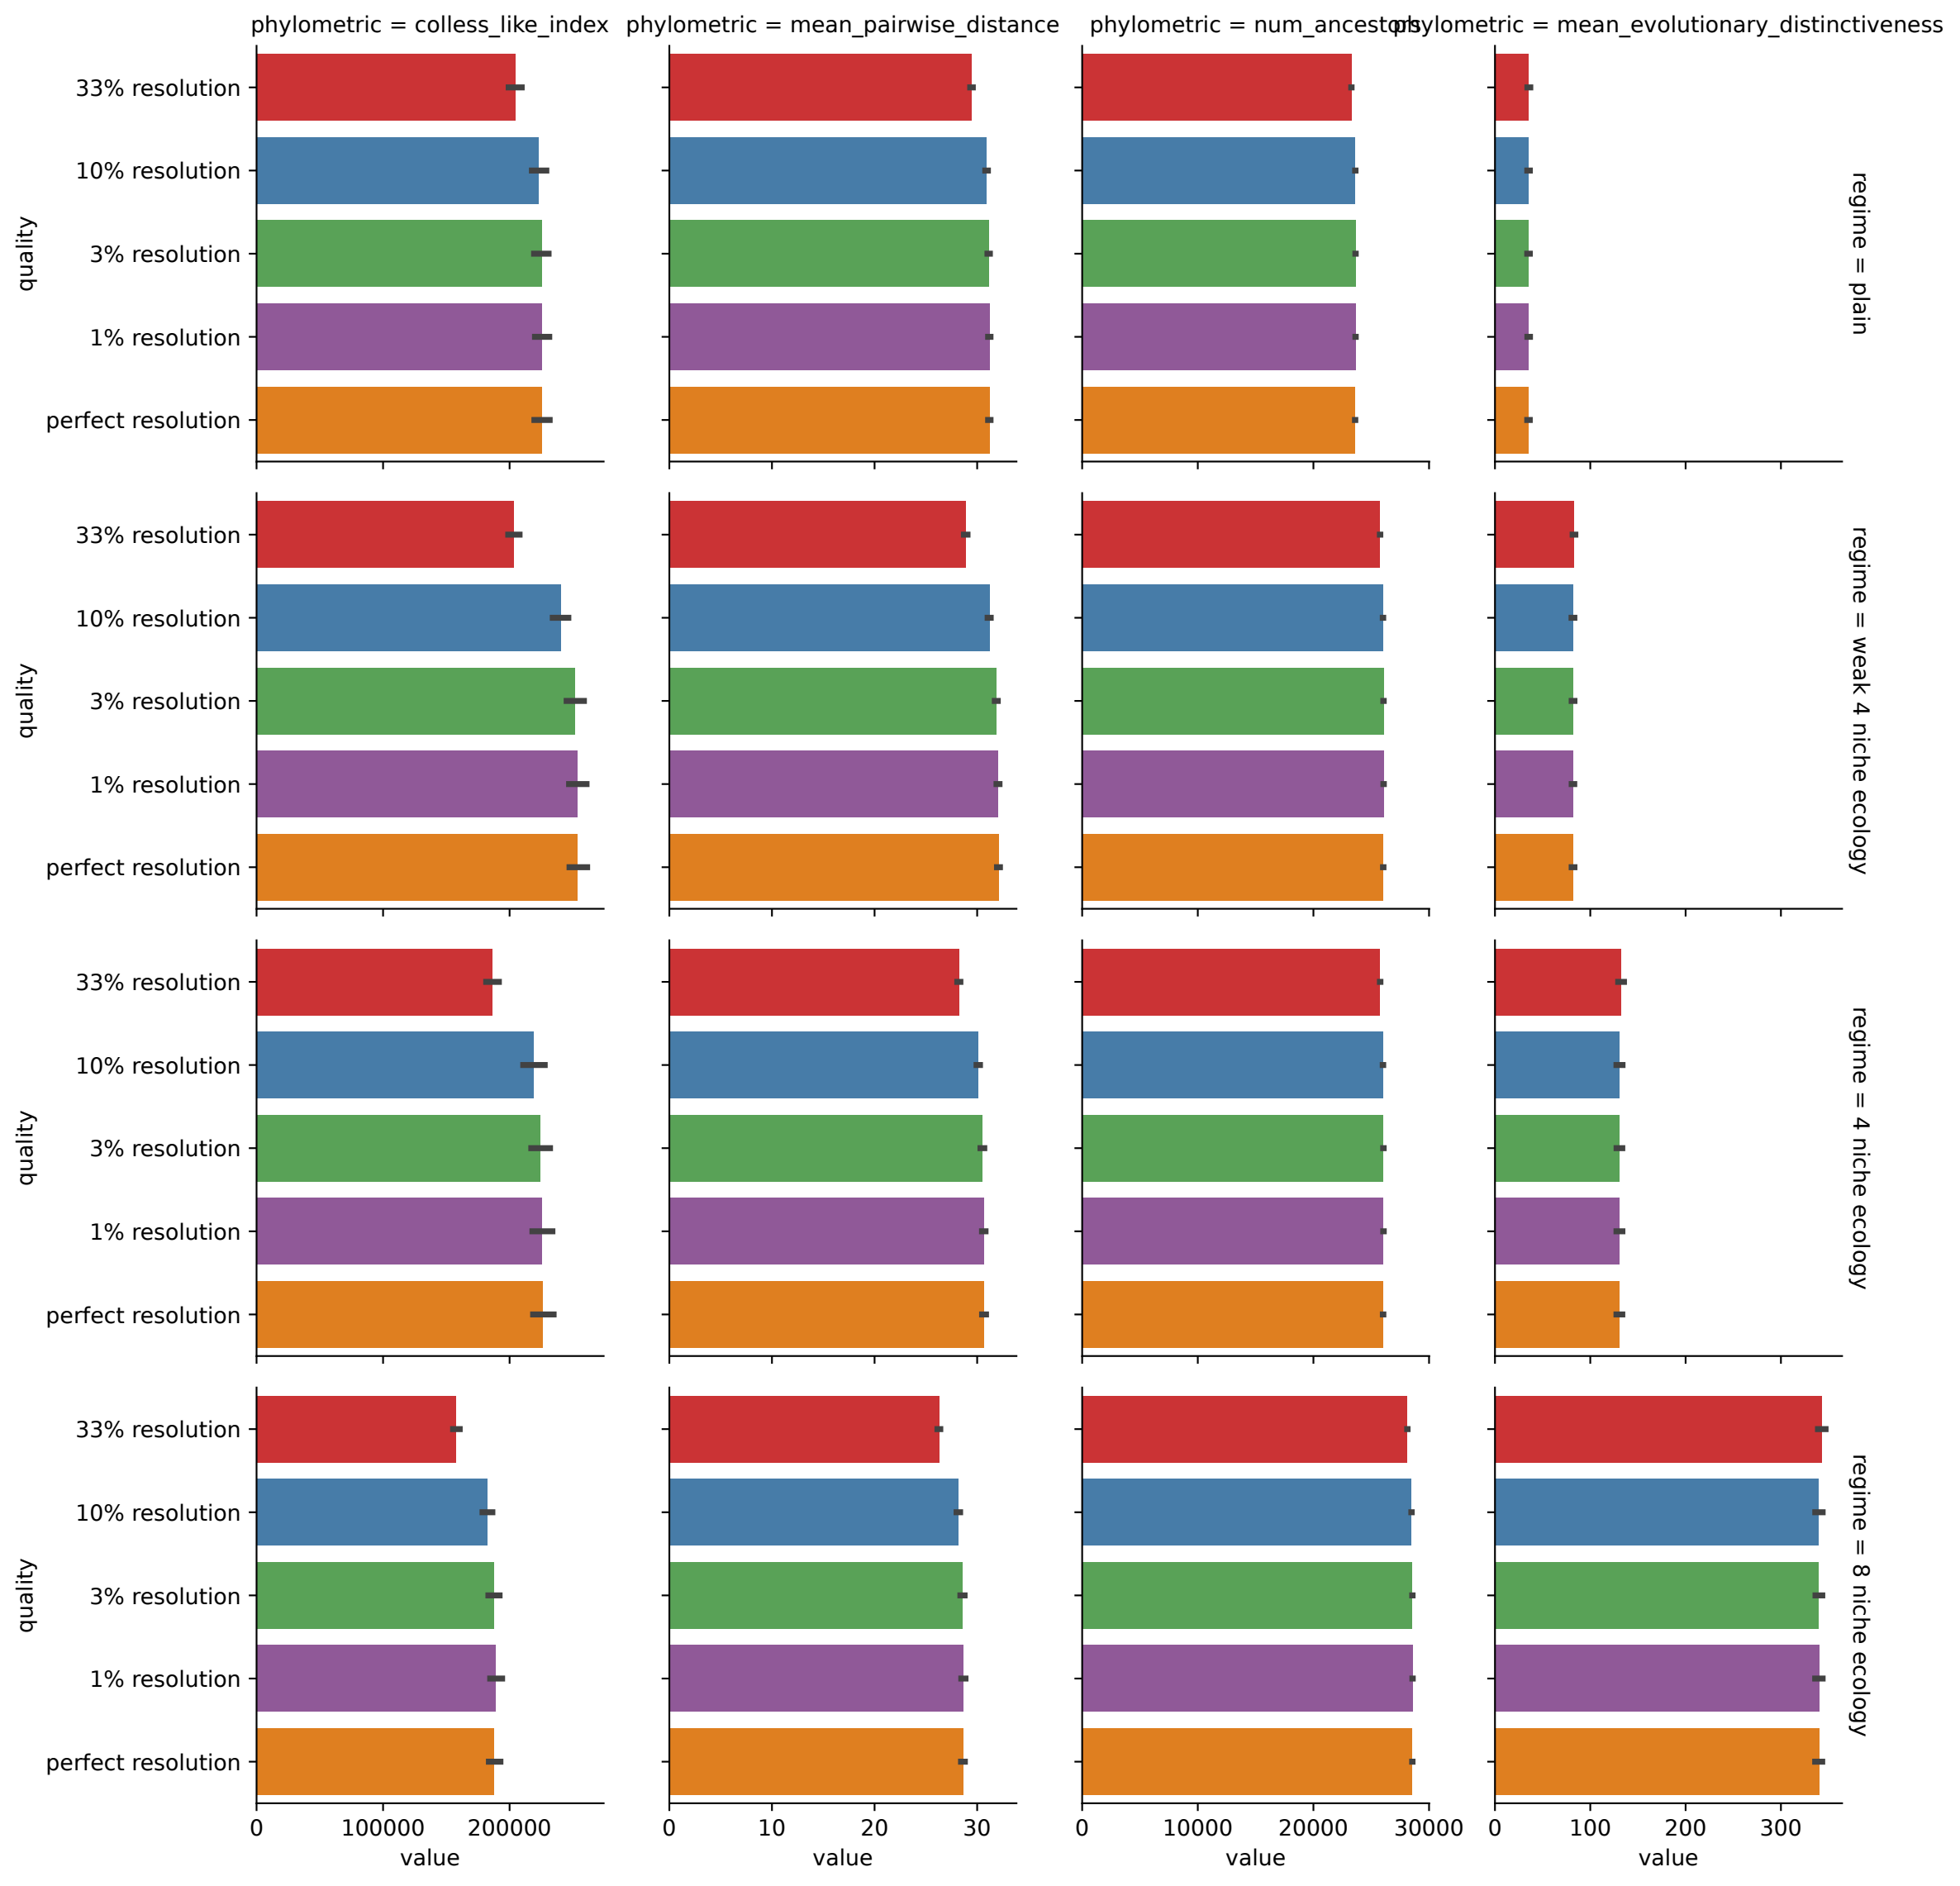 phylometric = colless_like_index
phylometric = mean_pairwise_distance
phylometric = num_ancestors
phylometric = mean_evolutionary_distinctiveness
33% resolution
10% resolution
3% resolution
1% resolution
perfect resolution
quality
regime = plain
33% resolution
10% resolution
3% resolution
1% resolution
perfect resolution
quality
regime = weak 4 niche ecology
33% resolution
10% resolution
3% resolution
1% resolution
perfect resolution
quality
regime = 4 niche ecology
33% resolution
10% resolution
3% resolution
1% resolution
perfect resolution
quality
regime = 8 niche ecology
0 100000 200000
0 10 20 30
0 10000 20000 30000
0 100 200 300
value
value
value
value